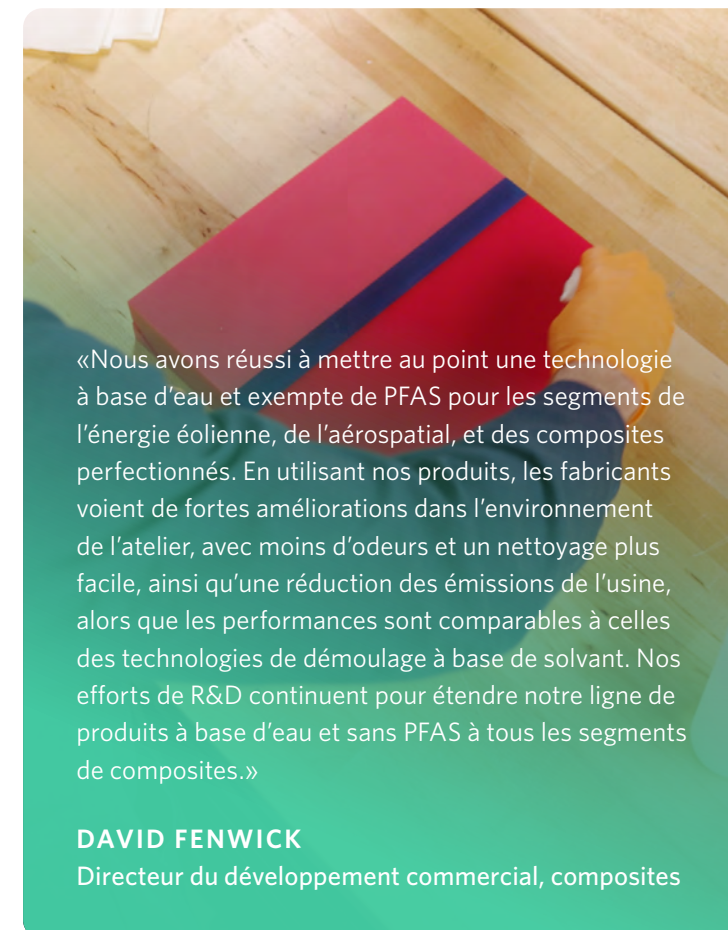 «Nous avons réussi à mettre au point une technologie
à base d’eau et exempte de PFAS pour les segments de
l’énergie éolienne, de l’aérospatial, et des composites
perfectionnés. En utilisant nos produits, les fabricants
voient de fortes améliorations dans l’environnement
de l’atelier, avec moins d’odeurs et un nettoyage plus
facile, ainsi qu’une réduction des émissions de l’usine,
alors que les performances sont comparables à celles
des technologies de démoulage à base de solvant. Nos
efforts de R&D continuent pour étendre notre ligne de
produits à base d’eau et sans PFAS à tous les segments
de composites.»
DAVID FENWICK
Directeur du développement commercial, composites